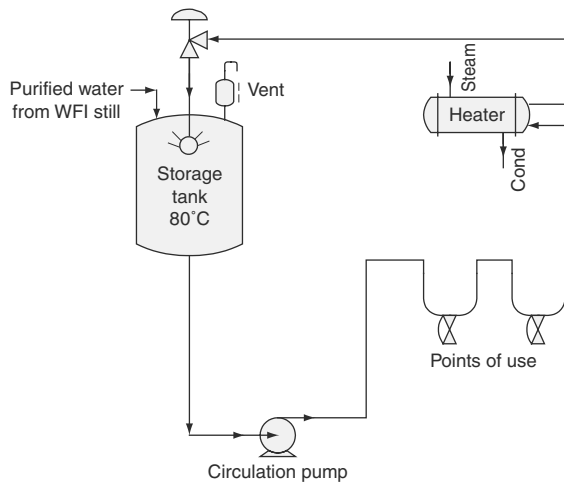 Purified water
from WFI still
Vent
Storage
tank
80˚C
Steam
Heater
Cond
Points of use
Circulation pump